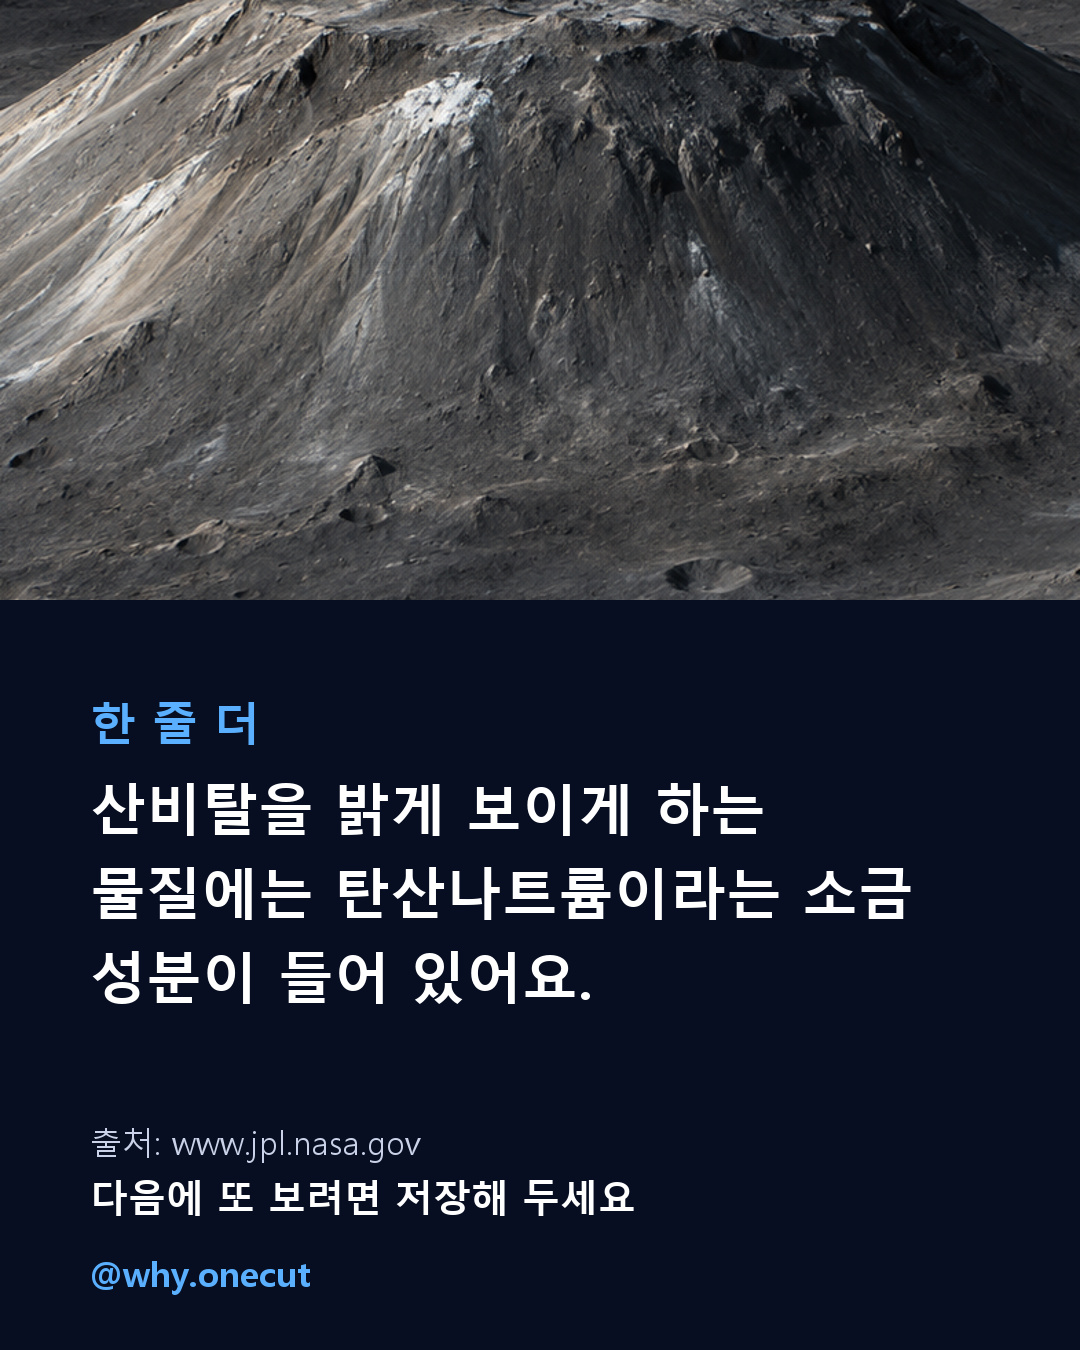 한 줄 더
산비탈을 밝게 보이게 하는
물질에는 탄산나트륨이라는 소금
성분이 들어 있어요.
출처: www.jpl.nasa.gov
다음에 또 보려면 저장해 두세요
@why.onecut